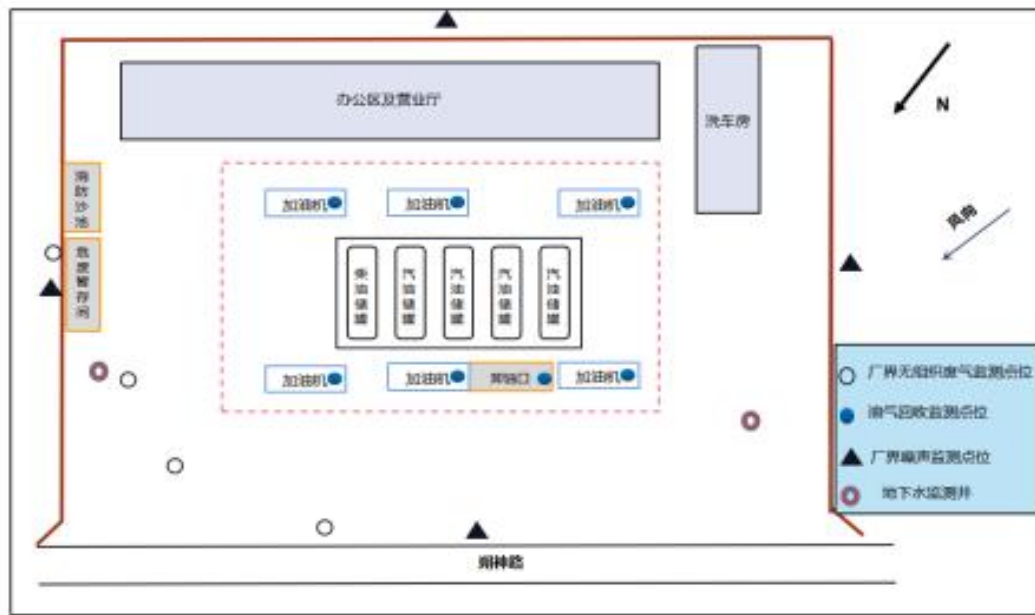 办公区及营业厅
洗车房
N
风向
消防沙池
危废暂存间
加油机
加油机
加油机
柴油储罐
汽油储罐
汽油储罐
汽油储罐
汽油储罐
加油机
加油机
卸油口
加油机
厂界无组织废气监测点位
油气回收监测点位
厂界噪声监测点位
地下水监测井
朔神路